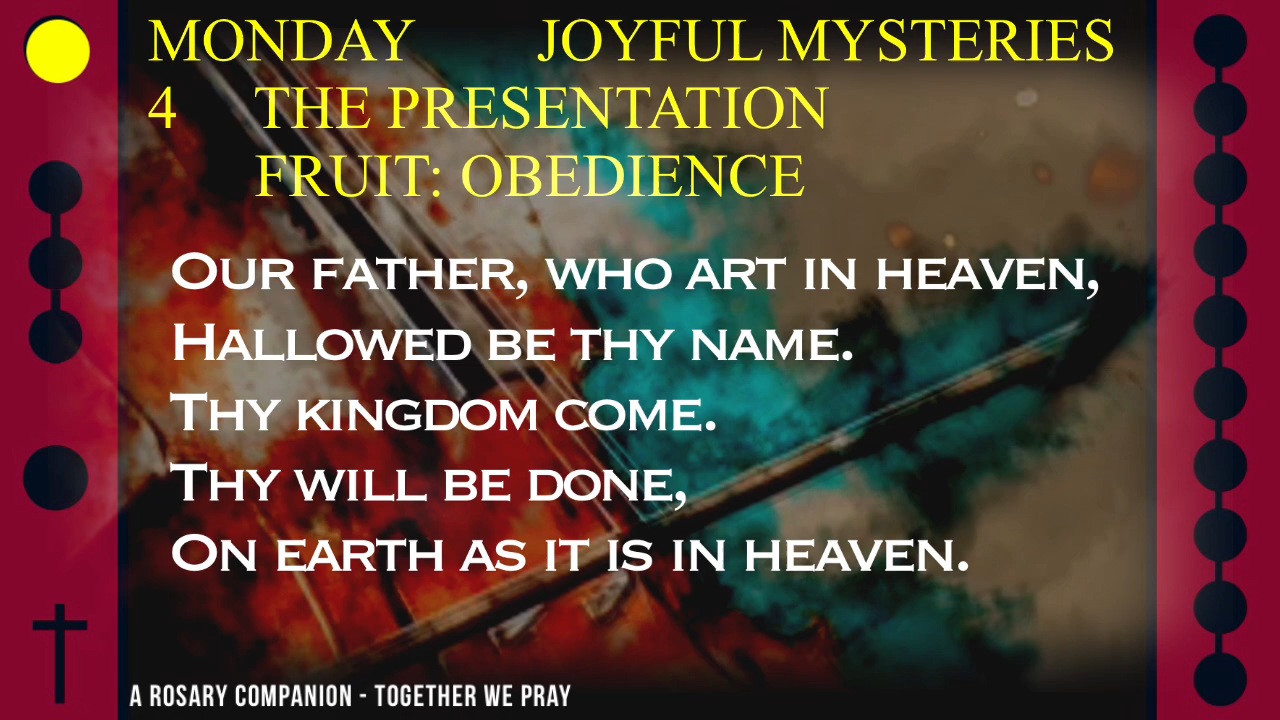 MONDAY JOYFUL MYSTERIES
4 THE PRESENTATION
FRUIT: OBEDIENCE
OUR FATHER, WHO ART IN HEAVEN,
HALLOWED BE THY NAME.
THY KINGDOM COME.
THY WILL BE DONE,
ON EARTH AS IT IS IN HEAVEN.
A ROSARY COMPANION - TOGETHER WE PRAY